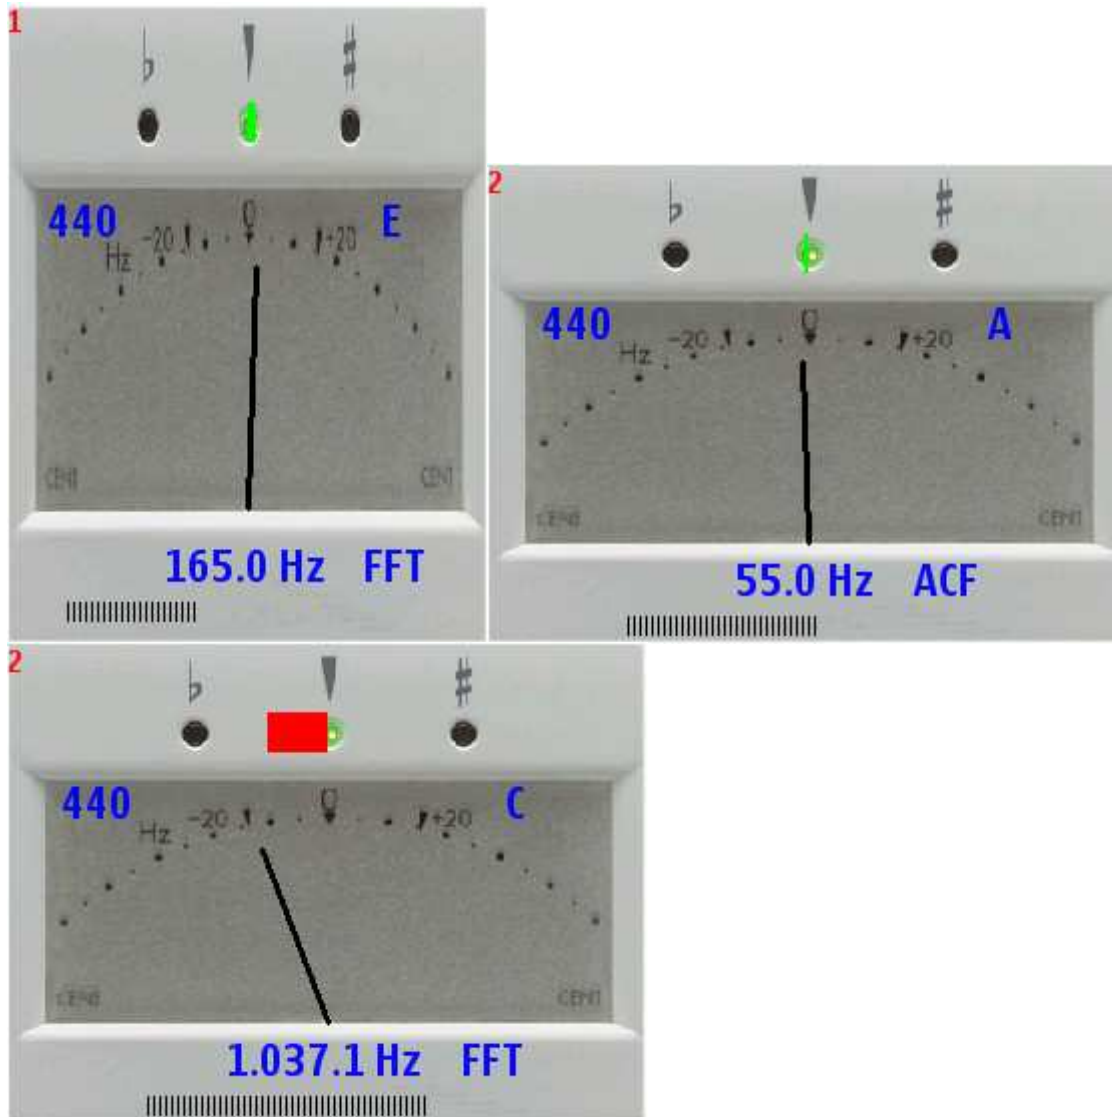 1
♭ ♯
440 0 E
Hz -20 +20
CENT CENT
165.0 Hz FFT
2
♭ ♯
440 0 A
Hz -20 +20
CENT CENT
55.0 Hz ACF
2
♭ ♯
440 0 C
Hz -20 +20
CENT CENT
1.037.1 Hz FFT